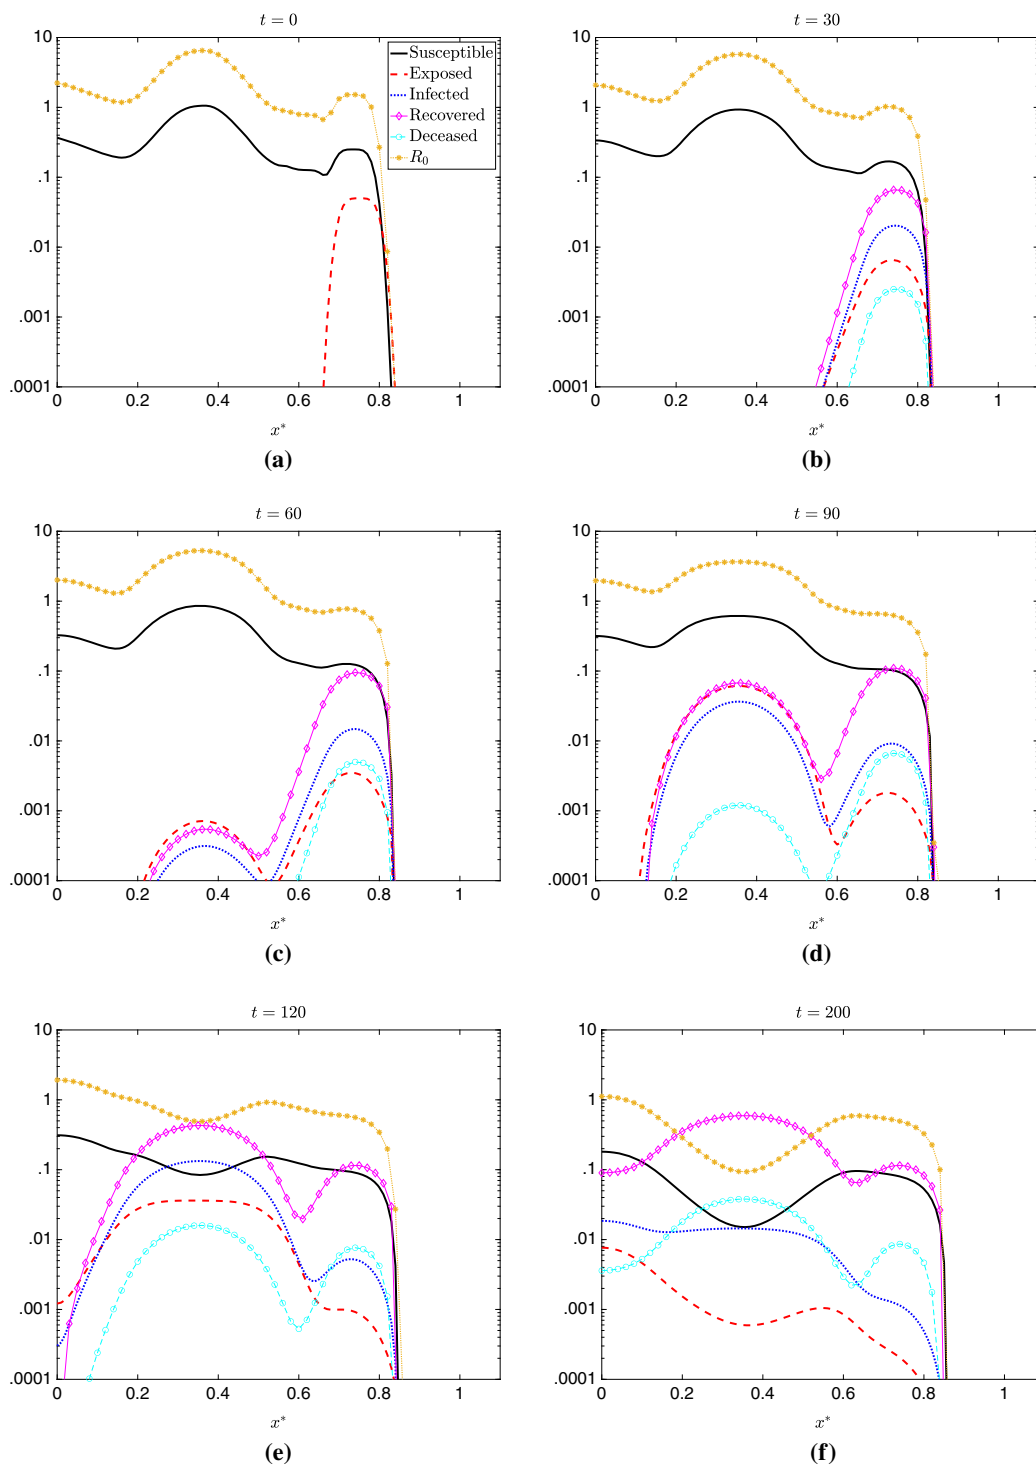 t = 0
10
1
.1
.01
.001
.0001
0 0.2 0.4 0.6 0.8 1
x*
Susceptible
Exposed
Infected
Recovered
Deceased
R0
(a)
t = 30
10
1
.1
.01
.001
.0001
0 0.2 0.4 0.6 0.8 1
x*
(b)
t = 60
10
1
.1
.01
.001
.0001
0 0.2 0.4 0.6 0.8 1
x*
(c)
t = 90
10
1
.1
.01
.001
.0001
0 0.2 0.4 0.6 0.8 1
x*
(d)
t = 120
10
1
.1
.01
.001
.0001
0 0.2 0.4 0.6 0.8 1
x*
(e)
t = 200
10
1
.1
.01
.001
.0001
0 0.2 0.4 0.6 0.8 1
x*
(f)